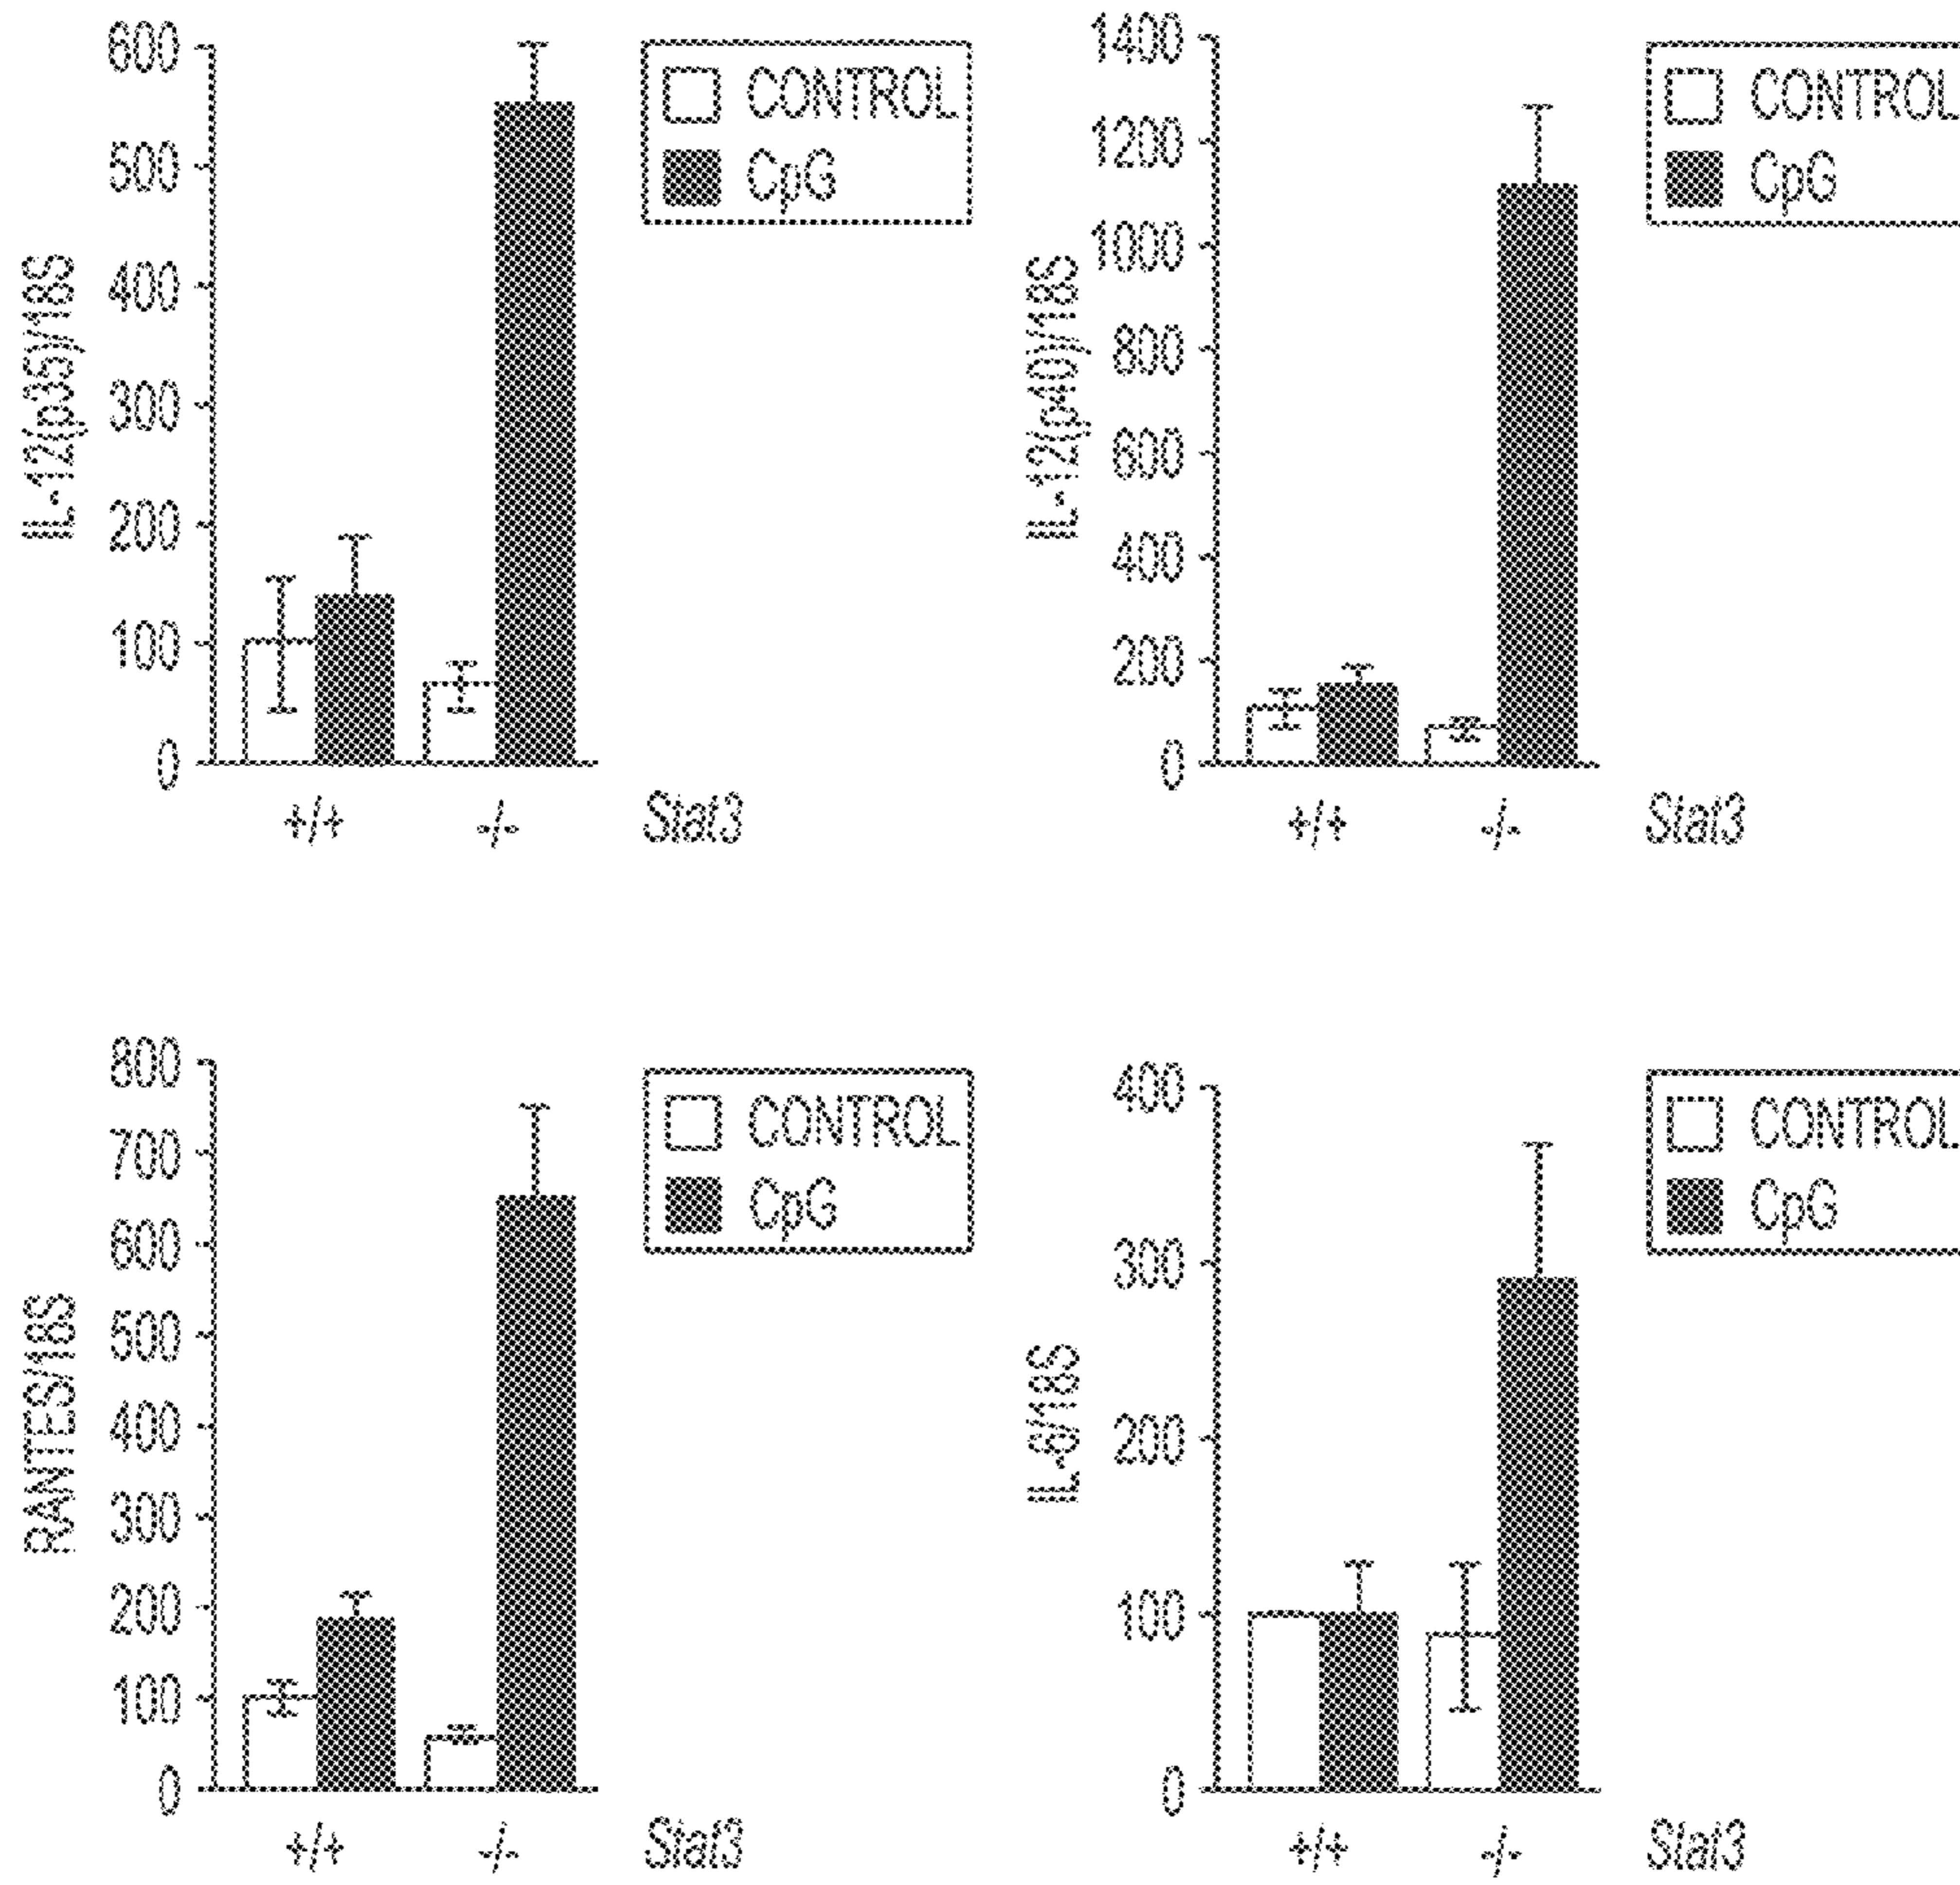 600
500
400
300
200
100
0
IL-12(p35)/18S
CONTROL
CpG
+/+
-/-
Stat3
1400
1200
1000
800
600
400
200
0
IL-12(p40)/18S
CONTROL
CpG
+/+
-/-
Stat3
800
700
600
500
400
300
200
100
0
RANTES/18S
CONTROL
CpG
+/+
-/-
Stat3
400
300
200
100
0
IL-6/18S
CONTROL
CpG
+/+
-/-
Stat3